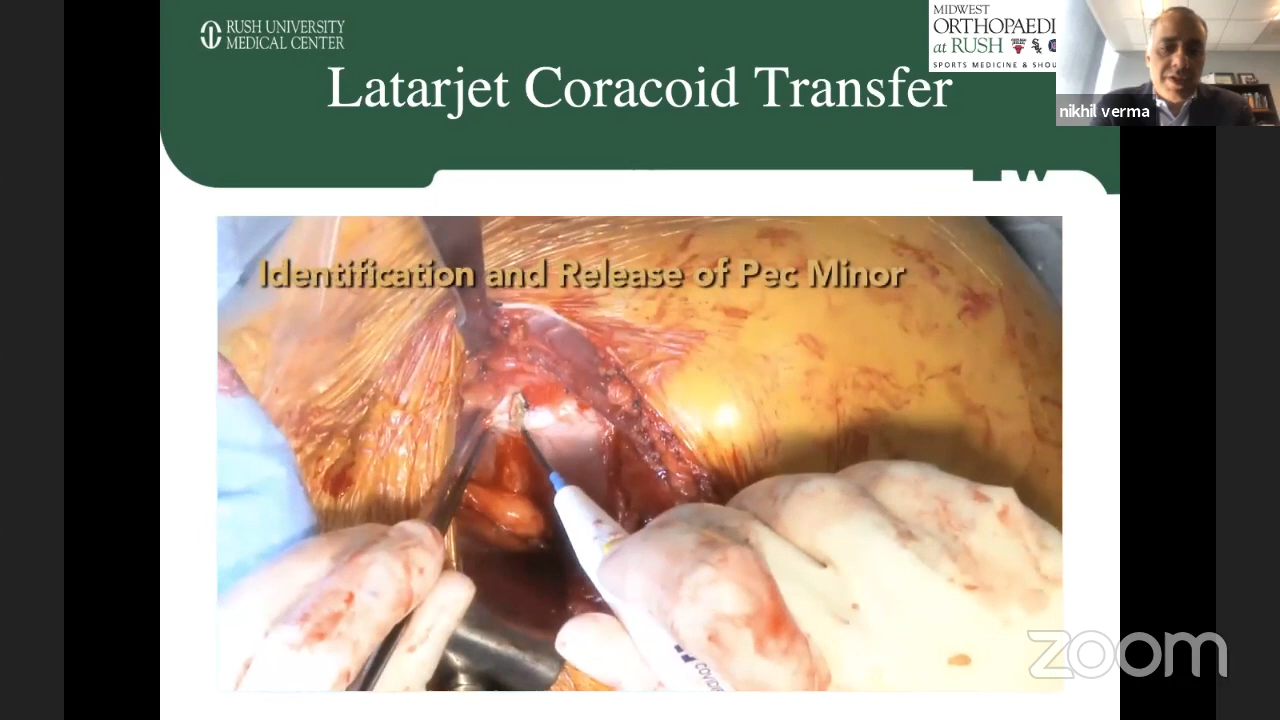 RUSH UNIVERSITY
MEDICAL CENTER
MIDWEST
ORTHOPAEDI
at RUSH
SPORTS MEDICINE & SHOU
nikhil verma
Latarjet Coracoid Transfer
Identification and Release of Pec Minor
COVIDI
zoom